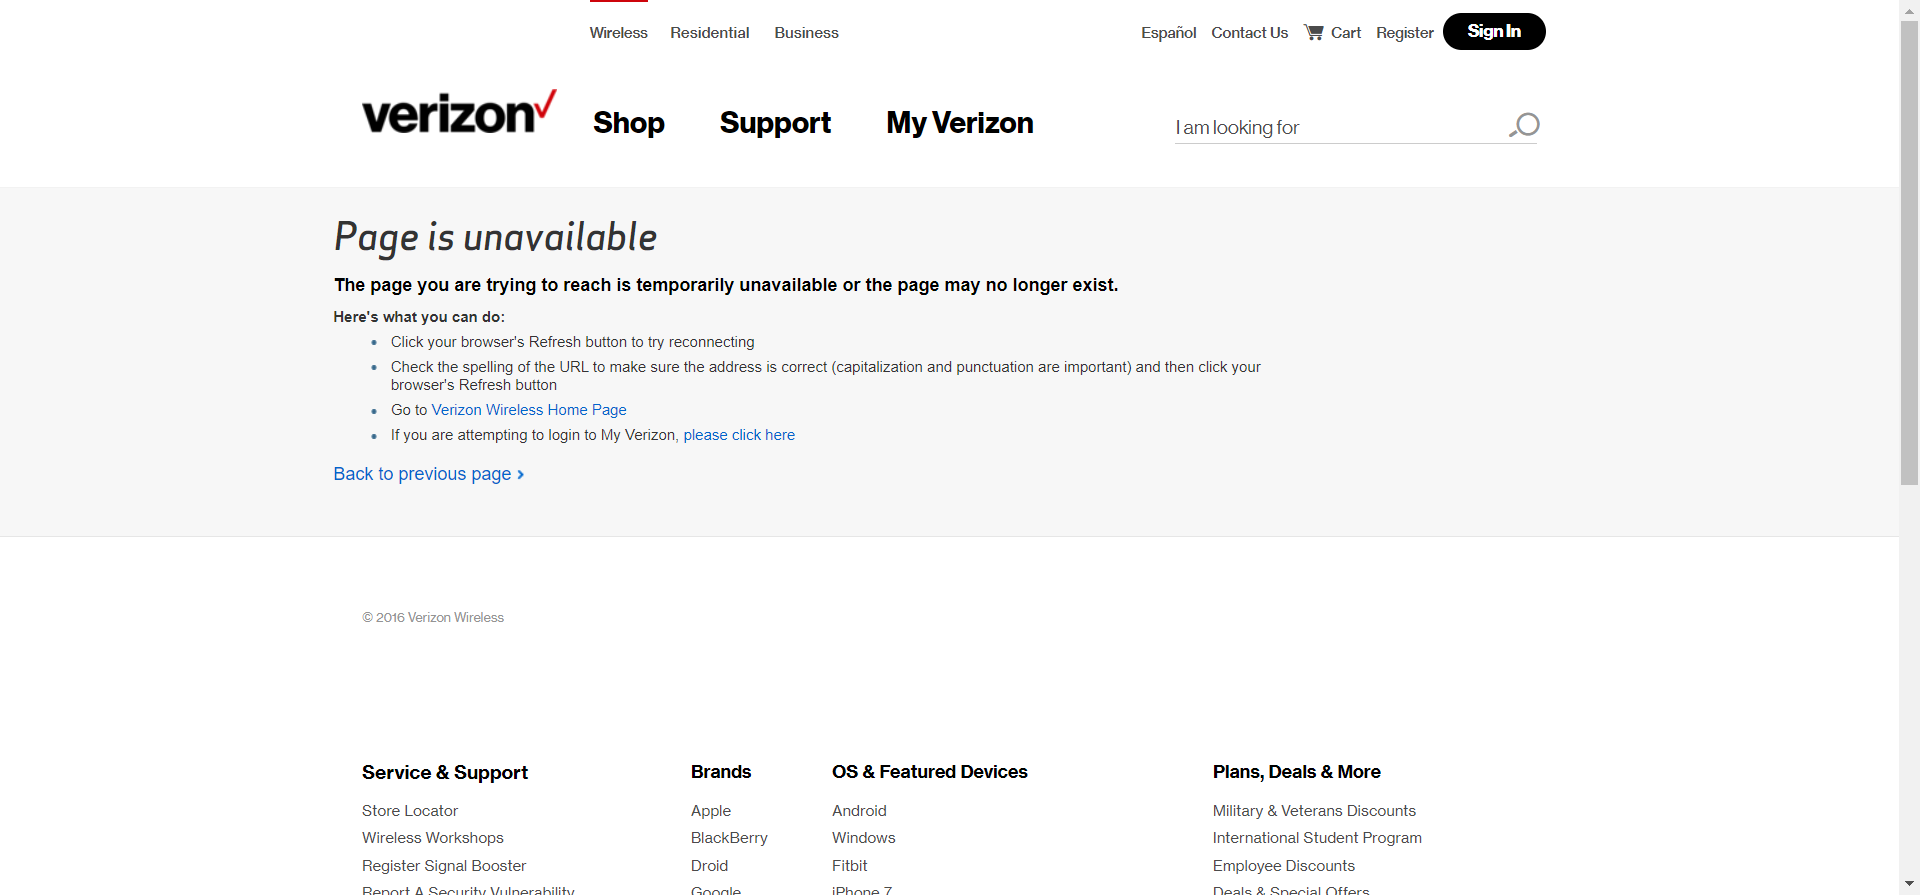 Wireless Residential Business Español Contact Us Cart Register Sign In
verizon Shop Support My Verizon I am looking for
Page is unavailable
The page you are trying to reach is temporarily unavailable or the page may no longer exist.
Here's what you can do:
Click your browser's Refresh button to try reconnecting
Check the spelling of the URL to make sure the address is correct (capitalization and punctuation are important) and then click your
browser's Refresh button
Go to Verizon Wireless Home Page
If you are attempting to login to My Verizon, please click here
Back to previous page
© 2016 Verizon Wireless
Service & Support
Store Locator
Wireless Workshops
Register Signal Booster
Report A Security Vulnerability
Brands
Apple
BlackBerry
Droid
Google
OS & Featured Devices
Android
Windows
Fitbit
iPhone 7
Plans, Deals & More
Military & Veterans Discounts
International Student Program
Employee Discounts
Deals & Special Offers